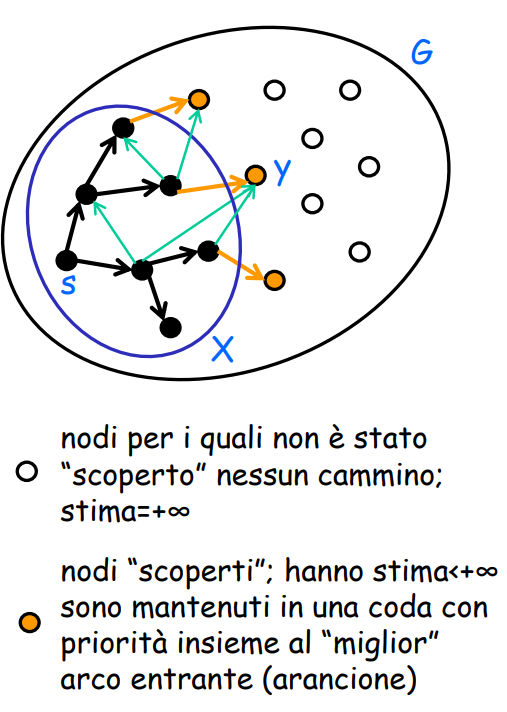 G
y
s
X
nodi per i quali non è stato
“scoperto” nessun cammino;
stima=+∞
nodi “scoperti”; hanno stima<+∞
sono mantenuti in una coda con
priorità insieme al “miglior”
arco entrante (arancione)